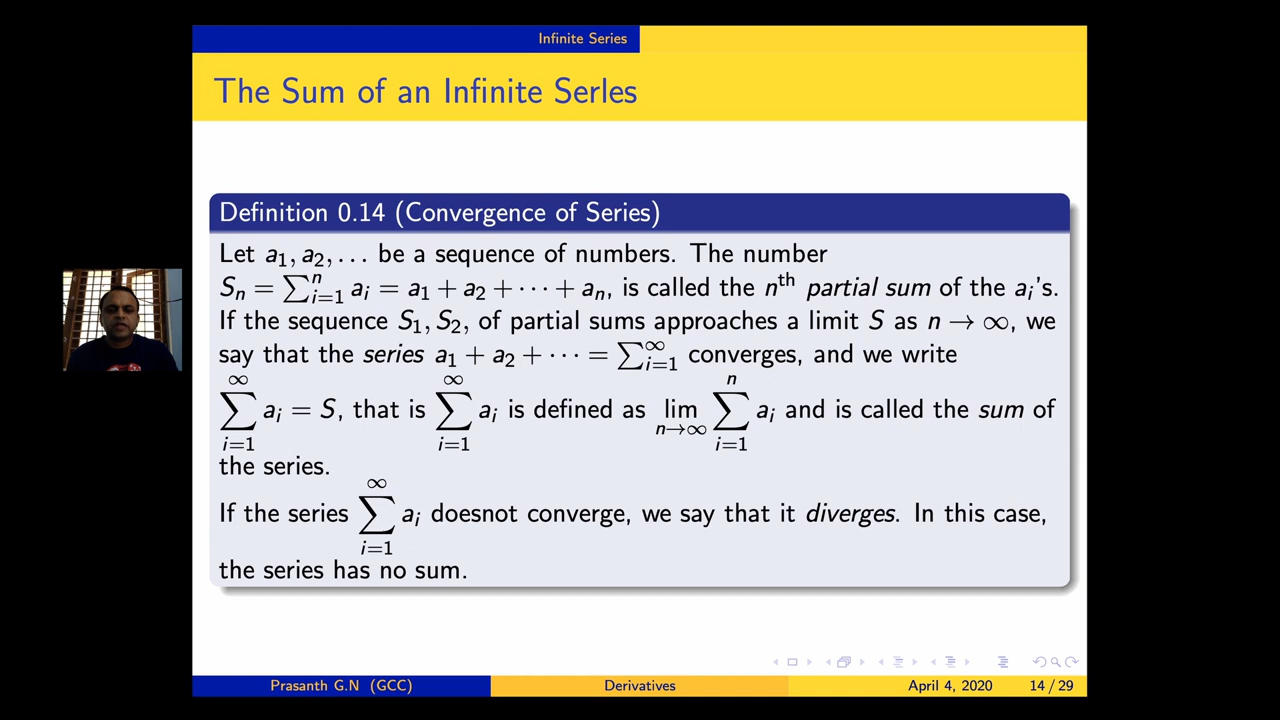 Infinite Series
The Sum of an Infinite Serles
Definition 0.14 (Convergence of Series)
Let a₁, a₂, . . . be a sequence of numbers. The number
Sₙ = ∑ⁿᵢ₌₁ aᵢ = a₁ + a₂ + · · · + aₙ, is called the nᵗʰ partial sum of the aᵢ's.
If the sequence S₁, S₂, of partial sums approaches a limit S as n → ∞, we
say that the series a₁ + a₂ + · · · = ∑^∞ᵢ₌₁ converges, and we write
∑^∞ᵢ₌₁ aᵢ = S, that is ∑^∞ᵢ₌₁ aᵢ is defined as lim n→∞ ∑ⁿᵢ₌₁ aᵢ and is called the sum of
the series.
If the series ∑^∞ᵢ₌₁ aᵢ doesnot converge, we say that it diverges. In this case,
the series has no sum.
Prasanth G.N (GCC) Derivatives April 4, 2020 14 / 29